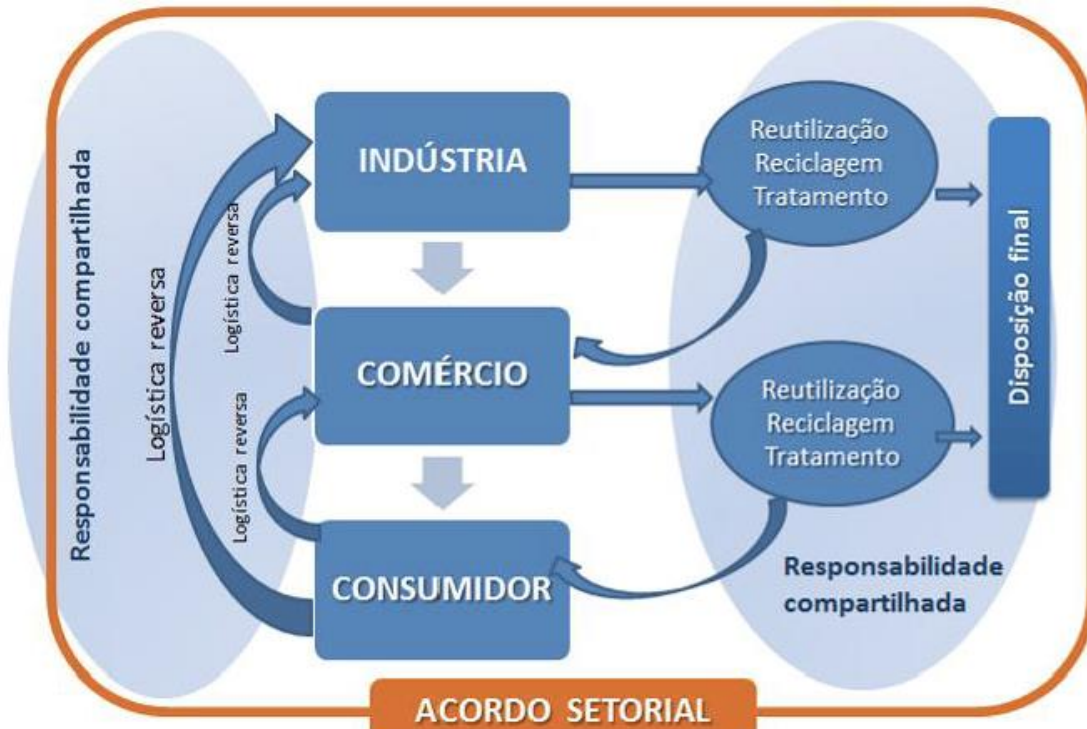 Responsabilidade compartilhada
Logística reversa
Logística reversa
Logística reversa
INDÚSTRIA
COMÉRCIO
CONSUMIDOR
Reutilização
Reciclagem
Tratamento
Reutilização
Reciclagem
Tratamento
Responsabilidade
compartilhada
Disposição final
ACORDO SETORIAL